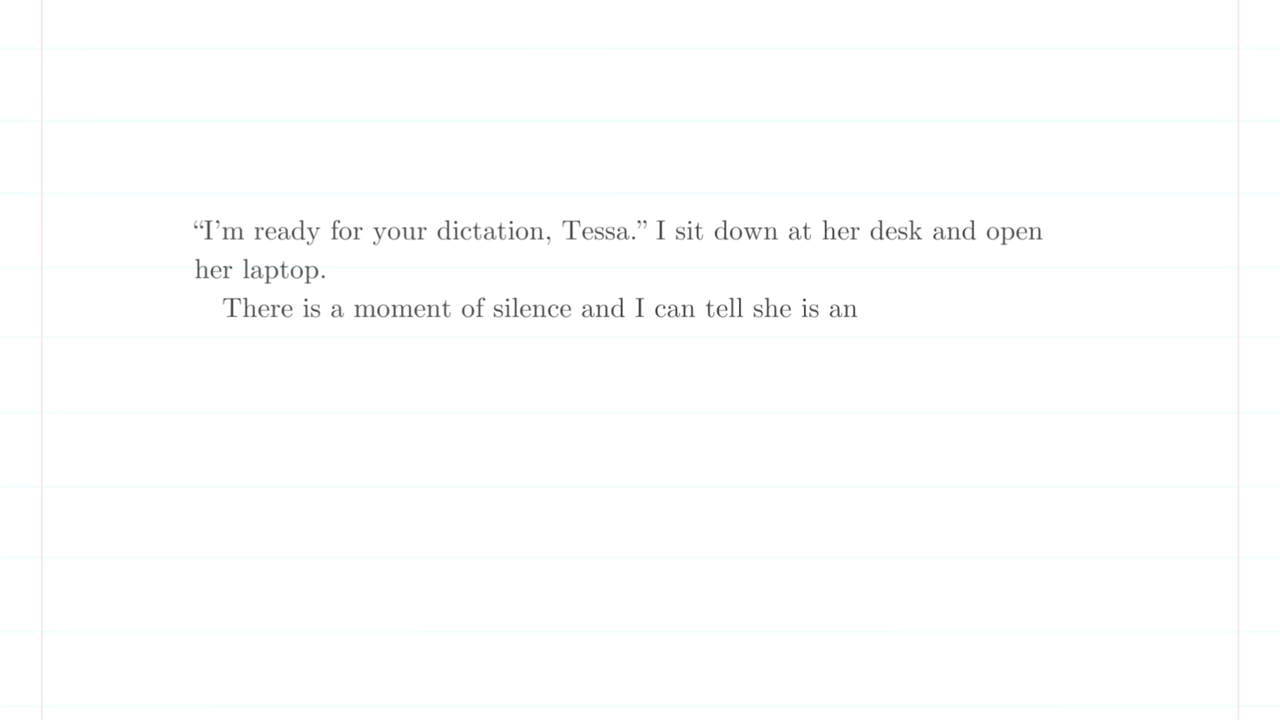 “I’m ready for your dictation, Tessa.” I sit down at her desk and open
her laptop.
There is a moment of silence and I can tell she is an